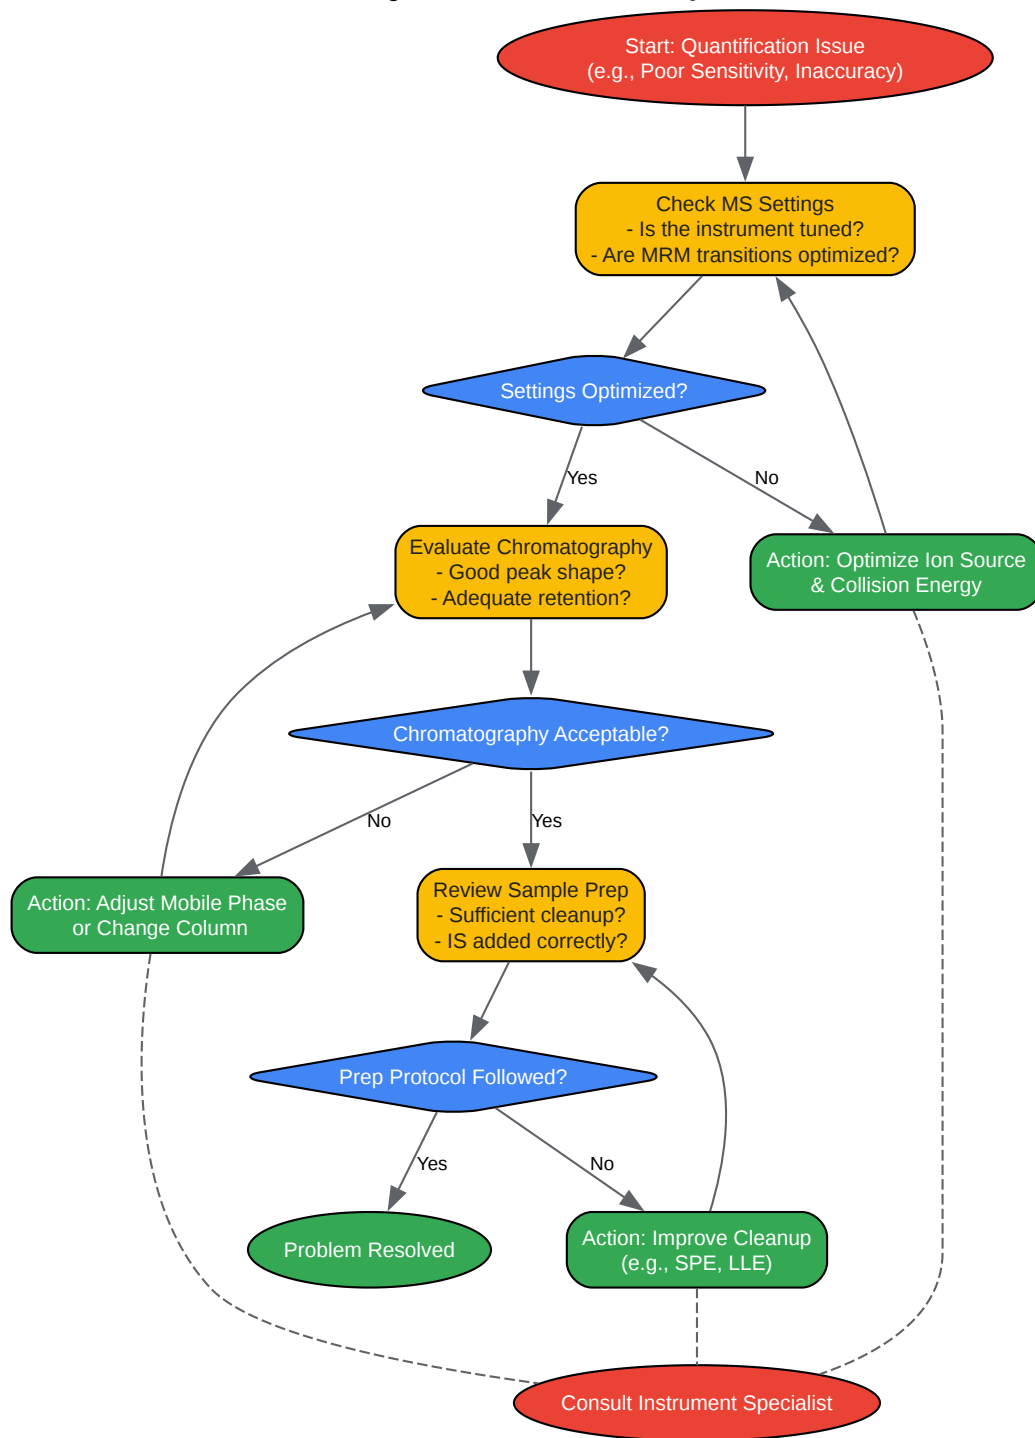 Start: Quantification Issue
(e.g., Poor Sensitivity, Inaccuracy)
Check MS Settings
- Is the instrument tuned?
- Are MRM transitions optimized?
Settings Optimized?
Yes
No
Evaluate Chromatography
- Good peak shape?
- Adequate retention?
Action: Optimize Ion Source
& Collision Energy
Chromatography Acceptable?
No
Yes
Action: Adjust Mobile Phase
or Change Column
Review Sample Prep
- Sufficient cleanup?
- IS added correctly?
Prep Protocol Followed?
Yes
No
Problem Resolved
Action: Improve Cleanup
(e.g., SPE, LLE)
Consult Instrument Specialist